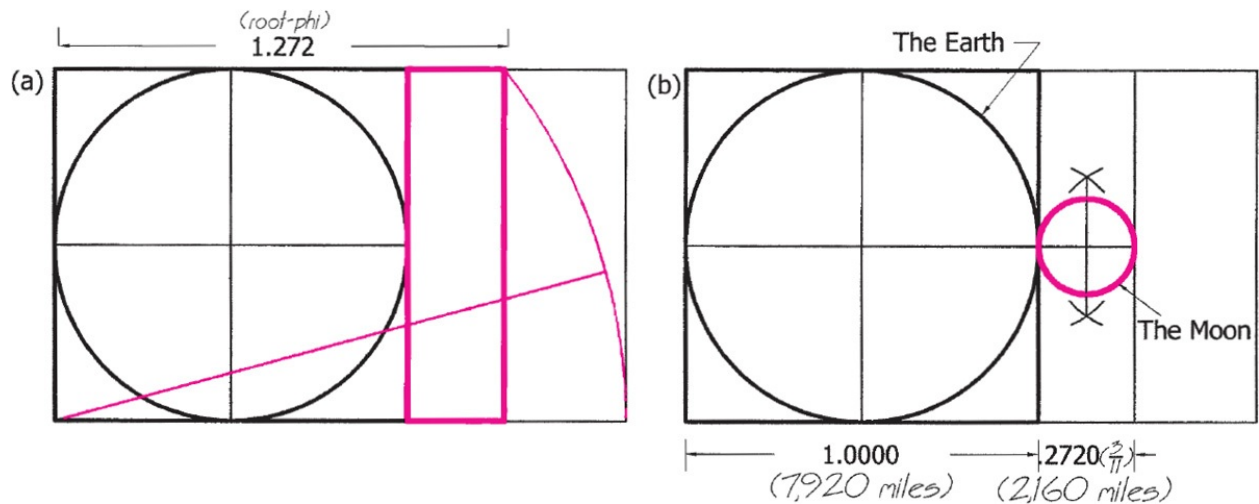 (root-phi)
1.272
(a)
The Earth
(b)
The Moon
1.0000
(7,920 miles)
.2720 (3/11)
(2,160 miles)